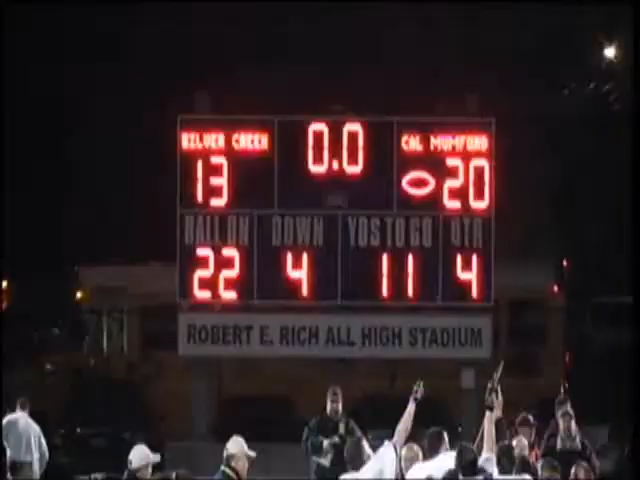 SILVER CREEK 0.0 CAL MUMFORD
13 20
BALL ON DOWN YDS TO GO QTR
22 4 11 4
ROBERT E. RICH ALL HIGH STADIUM